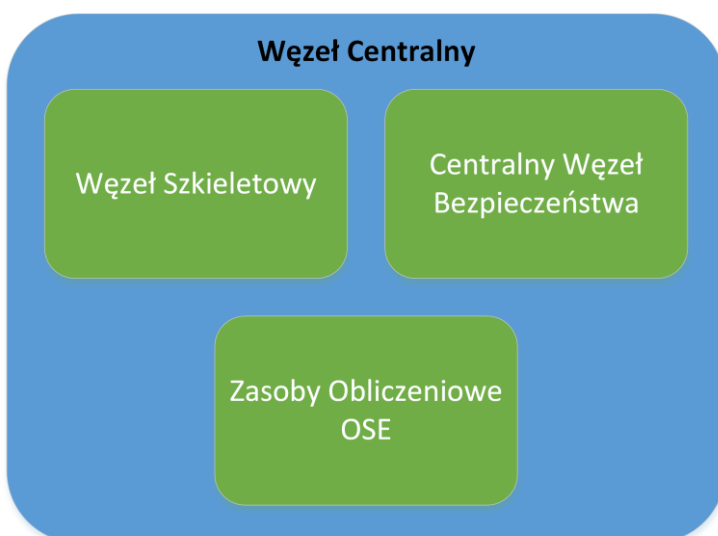 Węzeł Centralny
Węzeł Szkieletowy
Centralny Węzeł
Bezpieczeństwa
Zasoby Obliczeniowe
OSE